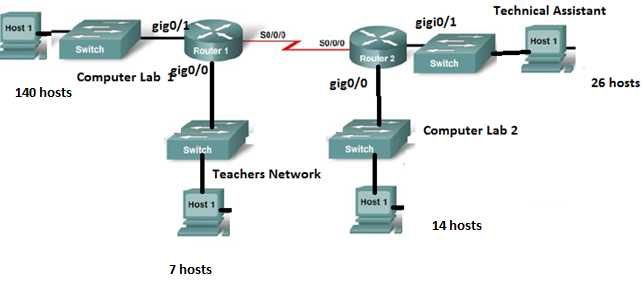 Technical Assistant
Host 1
gig0/1
gigi0/1
S0/0/0
Host 1
Switch
Router 1
S0/0/0
Router 2
Switch
Computer Lab 1
gig0/0
gig0/0
26 hosts
140 hosts
Computer Lab 2
Switch
Switch
Teachers Network
Host 1
Host 1
14 hosts
7 hosts